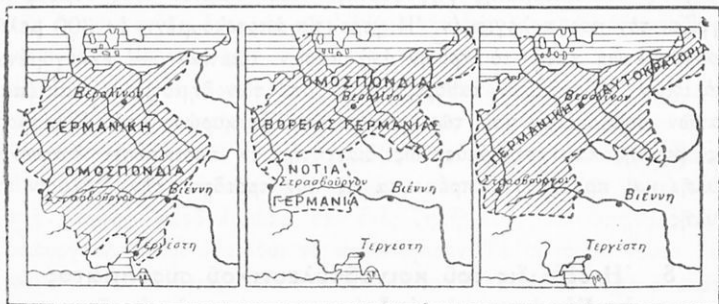 Βερολίνον
ΓΕΡΜΑΝΙΚΗ
ΟΜΟΣΠΟΝΔΙΑ
Στρασβούργον
Βιέννη
Τεργέστη
ΟΜΟΣΠΟΝΔΙΑ
Βερολίνον
ΒΟΡΕΙΑΣ ΓΕΡΜΑΝΙΑΣ
ΝΟΤΙΑ
Στρασβούργον
ΓΕΡΜΑΝΙΑ
Βιέννη
Τεργέστη
ΓΕΡΜΑΝΙΚΗ ΑΥΤΟΚΡΑΤΟΡΙΑ
Βερολίνον
Στρασβούργον
Βιέννη
Τεργέστη